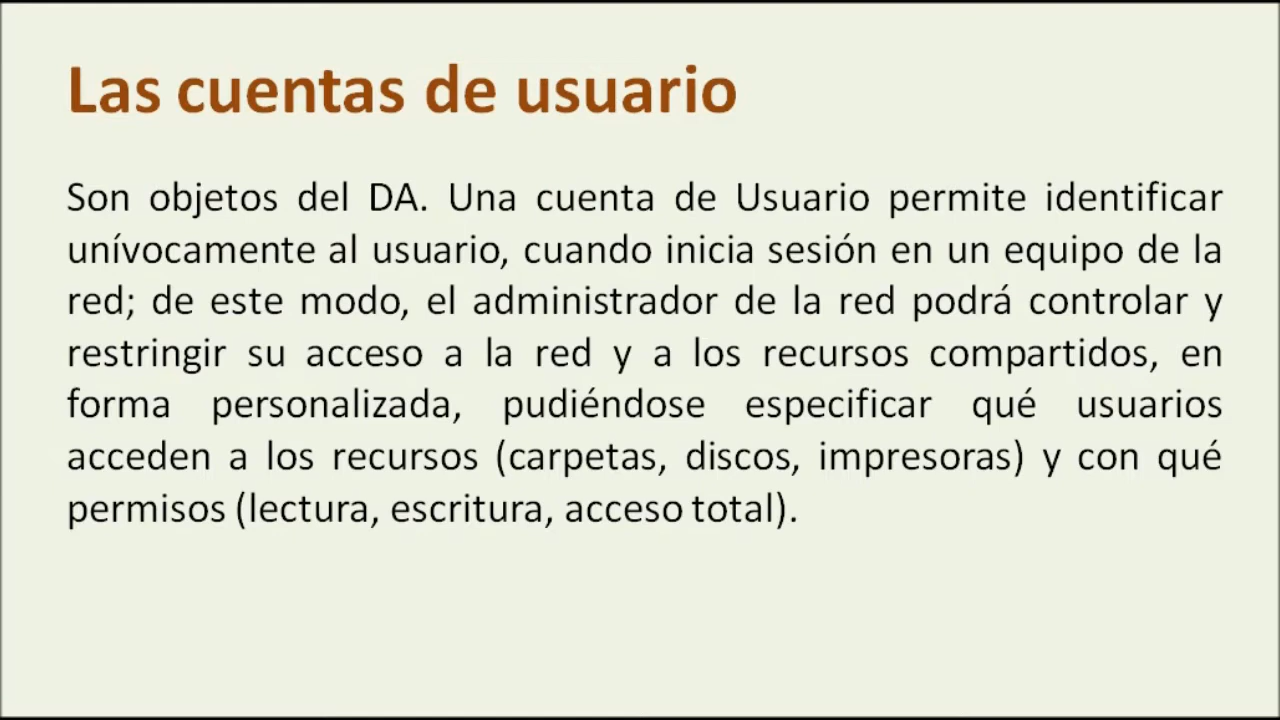 Las cuentas de usuario
Son objetos del DA. Una cuenta de Usuario permite identificar
unívocamente al usuario, cuando inicia sesión en un equipo de la
red; de este modo, el administrador de la red podrá controlar y
restringir su acceso a la red y a los recursos compartidos, en
forma personalizada, pudiéndose especificar qué usuarios
acceden a los recursos (carpetas, discos, impresoras) y con qué
permisos (lectura, escritura, acceso total).